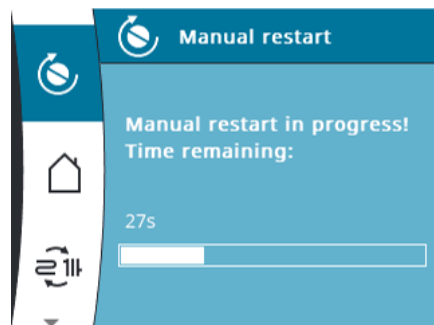 Manual restart
Manual restart in progress!
Time remaining:
27s